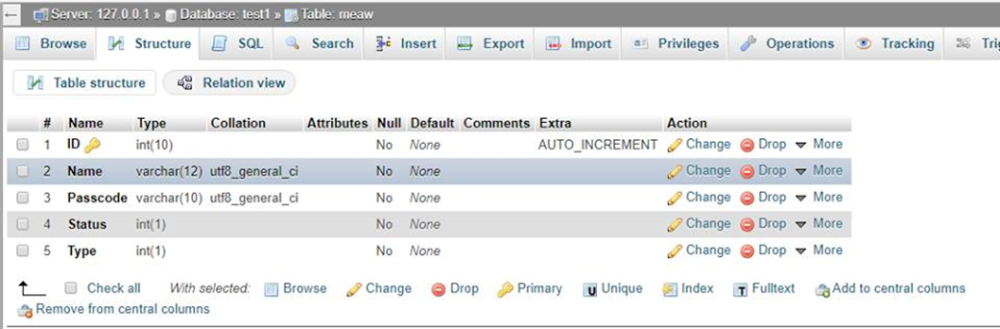 Server: 127.0.0.1 » Database: test1 » Table: meaw
Browse Structure SQL Search Insert Export Import Privileges Operations Tracking
Table structure Relation view
# Name Type Collation Attributes Null Default Comments Extra Action
1 ID int(10) No None AUTO_INCREMENT Change Drop More
2 Name varchar(12) utf8_general_ci No None Change Drop More
3 Passcode varchar(10) utf8_general_ci No None Change Drop More
4 Status int(1) No None Change Drop More
5 Type int(1) No None Change Drop More
Check all With selected: Browse Change Drop Primary Unique Index Fulltext Add to central columns
Remove from central columns